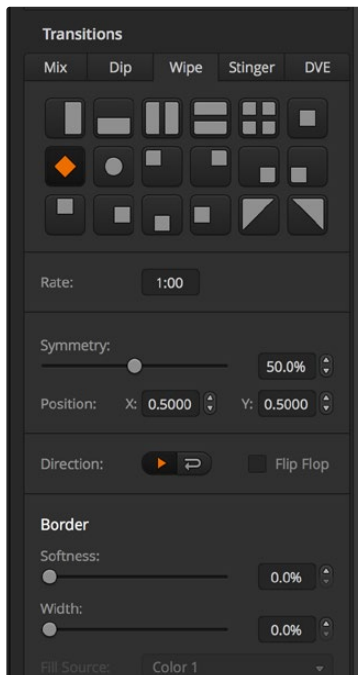 Transitions
Mix Dip Wipe Stinger DVE
Rate: 1:00
Symmetry:
50.0%
Position: X: 0.5000 Y: 0.5000
Direction: Flip Flop
Border
Softness:
0.0%
Width:
0.0%
Fill Source: Color 1